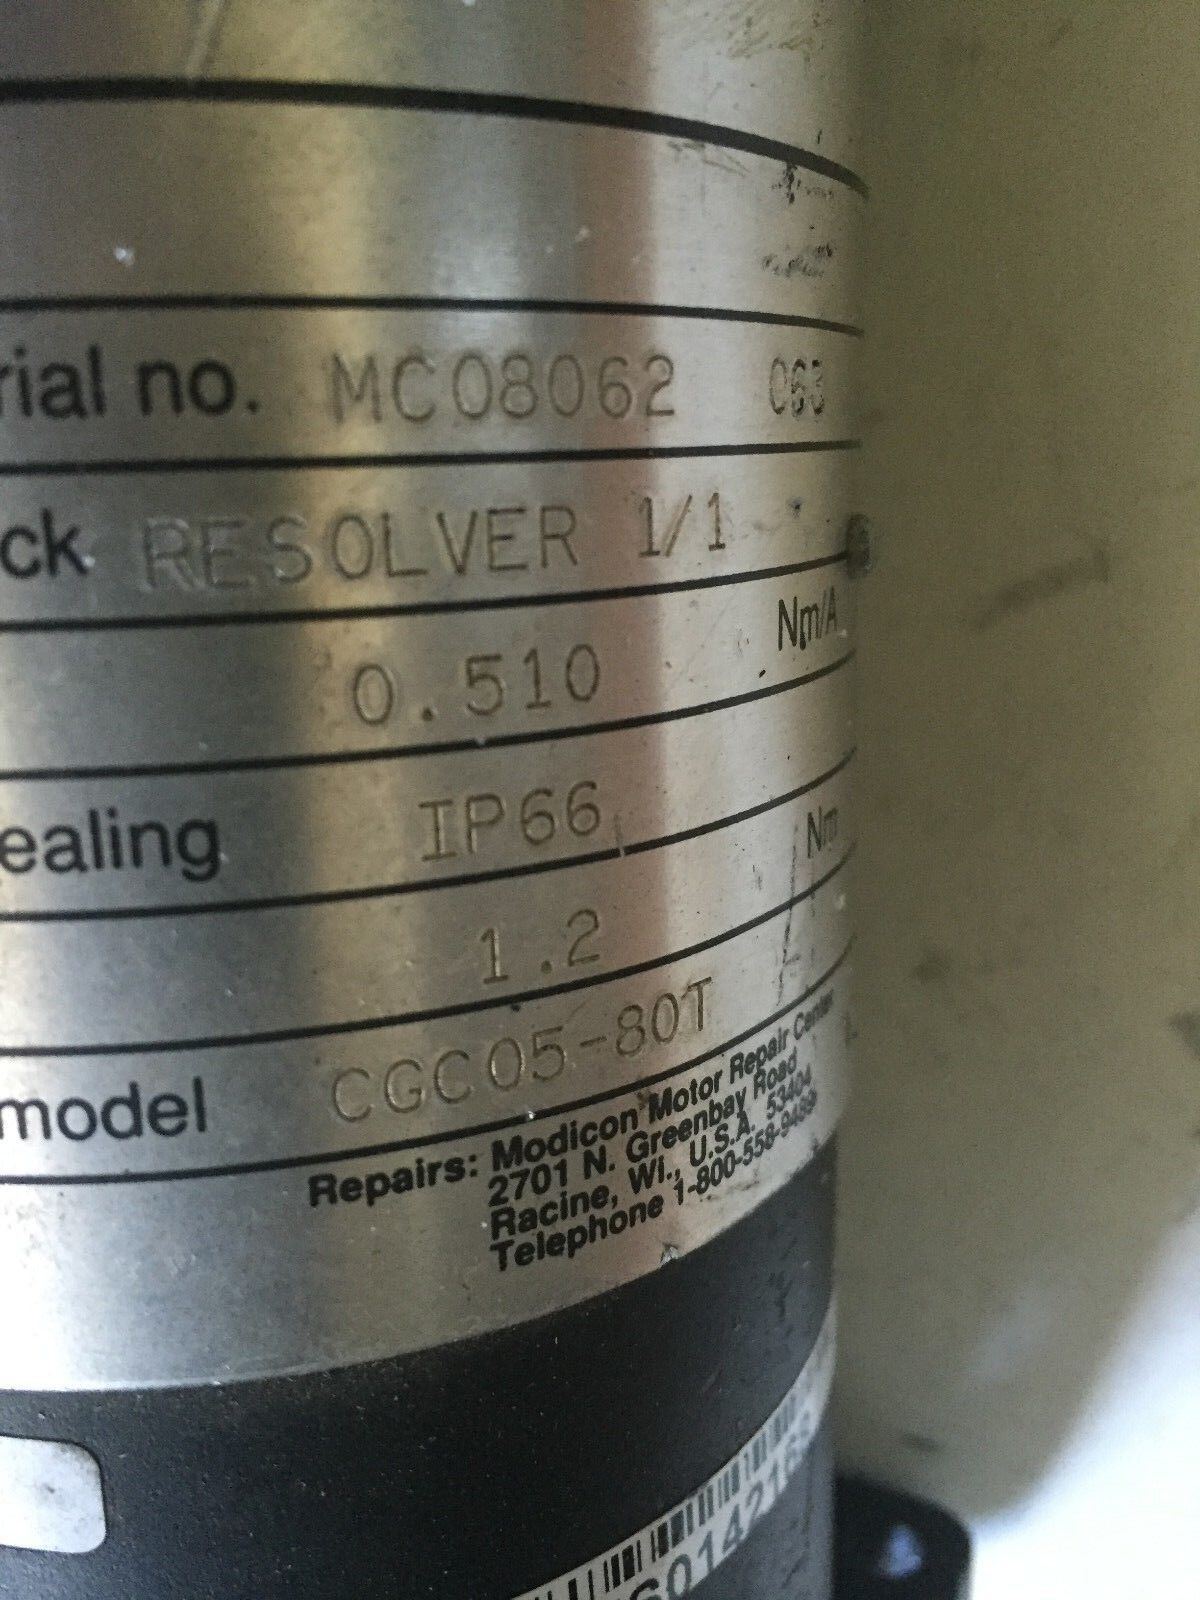 rial no. MC08062 063
ck RESOLVER 1/1
0.510 Nm/A
ealing IP66
1.2 Nm
model CGC05-80T
Repairs: Modicon Motor Repair Center
2701 N. Greenbay Road
Racine, Wi., U.S.A. 53404
Telephone 1-800-558-9489